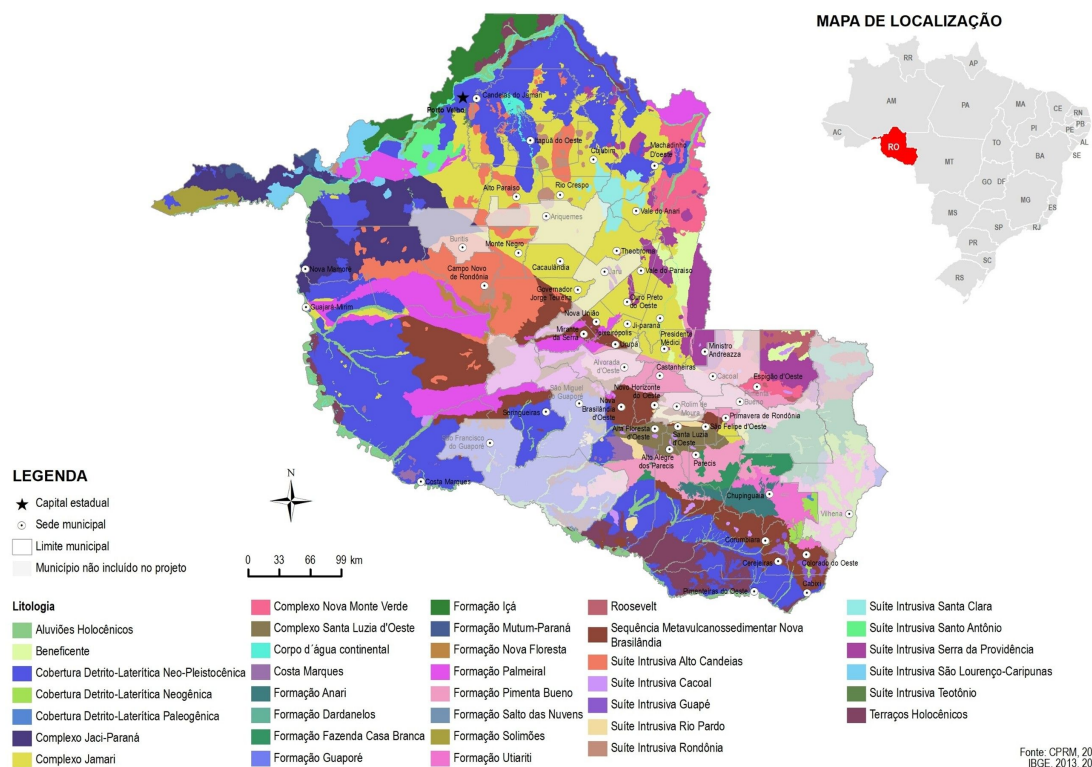 MAPA DE LOCALIZAÇÃO
RR
AP
AM
PA
MA
CE
RN
PB
PI
PE
AL
SE
AC
RO
TO
BA
MT
GO
DF
MG
ES
MS
SP
RJ
PR
SC
RS
Porto Velho
Candeias do Jamari
Itapuã do Oeste
Cujubim
Machadinho
D'oeste
Alto Paraíso
Rio Crespo
Ariquemes
Vale do Anari
Buritis
Monte Negro
Theobroma
Nova Mamoré
Campo Novo
de Rondônia
Cacaulândia
Jaru
Vale do Paraíso
Guajará-Mirim
Governador
Jorge Teixeira
Ouro Preto
do Oeste
Nova União
Mirante
da Serra
Ji-paraná
Urupá
Presidente
Médici
Ministro
Andreazza
Alvorada
d'Oeste
Castanheiras
Cacoal
Espigão d'Oeste
São Miguel
do Guaporé
Novo Horizonte
do Oeste
Pimenta
Bueno
Seringueiras
Nova
Brasilândia
d'Oeste
Rolim de
Moura
Primavera de Rondônia
São Felipe d'Oeste
Alta Floresta
d'Oeste
Santa Luzia
d'Oeste
São Francisco
do Guaporé
Alto Alegre
dos Parecis
Parecis
Costa Marques
Chupinguaia
Vilhena
Corumbiara
Cerejeiras
Colorado do Oeste
Pimenteiras do Oeste
Cabixi
LEGENDA
Capital estadual
Sede municipal
Limite municipal
Município não incluído no projeto
N
0 33 66 99 km
Litologia
Aluviões Holocênicos
Beneficente
Cobertura Detrito-Laterítica Neo-Pleistocênica
Cobertura Detrito-Laterítica Neogênica
Cobertura Detrito-Laterítica Paleogênica
Complexo Jaci-Paraná
Complexo Jamari
Complexo Nova Monte Verde
Complexo Santa Luzia d'Oeste
Corpo d´água continental
Costa Marques
Formação Anari
Formação Dardanelos
Formação Fazenda Casa Branca
Formação Guaporé
Formação Içá
Formação Mutum-Paraná
Formação Nova Floresta
Formação Palmeiral
Formação Pimenta Bueno
Formação Salto das Nuvens
Formação Solimões
Formação Utiariti
Roosevelt
Sequência Metavulcanossedimentar Nova
Brasilândia
Suíte Intrusiva Alto Candeias
Suíte Intrusiva Cacoal
Suíte Intrusiva Guapé
Suíte Intrusiva Rio Pardo
Suíte Intrusiva Rondônia
Suíte Intrusiva Santa Clara
Suíte Intrusiva Santo Antônio
Suíte Intrusiva Serra da Providência
Suíte Intrusiva São Lourenço-Caripunas
Suíte Intrusiva Teotônio
Terraços Holocênicos
Fonte: CPRM, 20
IBGE, 2013, 20